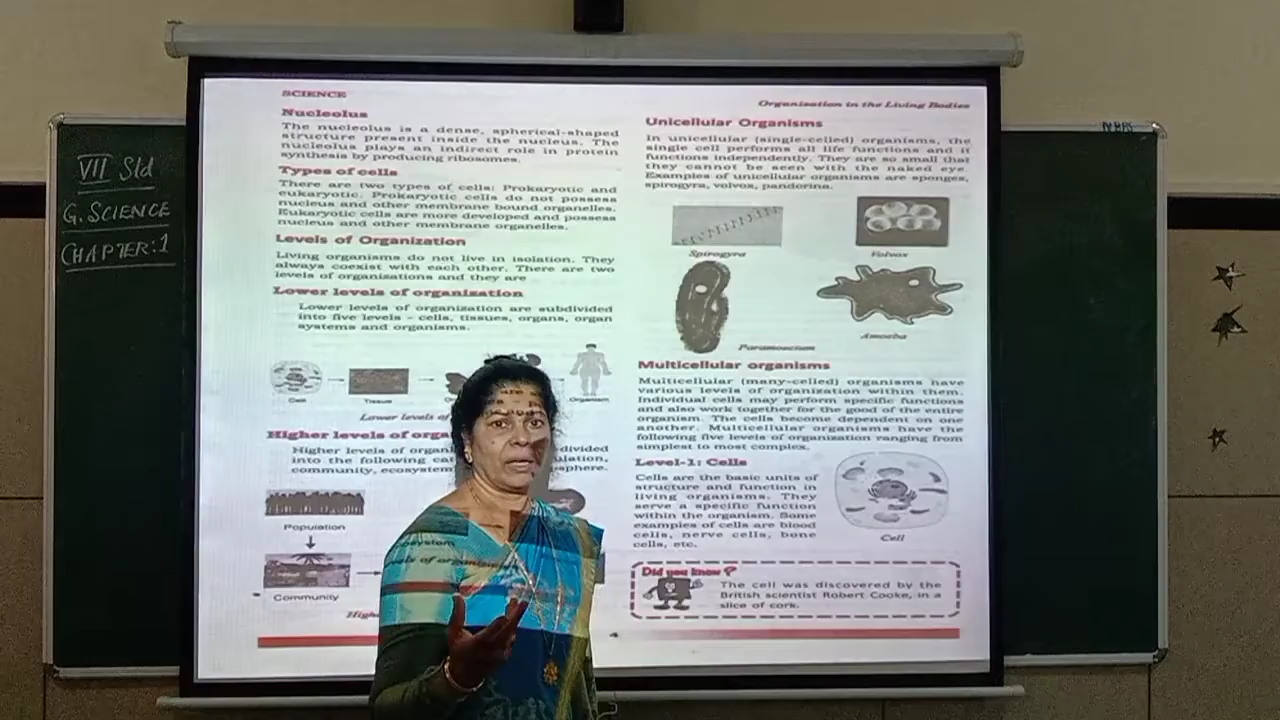 VII Std
G. SCIENCE
CHAPTER: 1
SCIENCE
Nucleolus
The nucleolus is a dense, spherical-shaped
structure present inside the nucleus. The
nucleolus plays an indirect role in protein
synthesis by producing ribosomes.
Types of cells
There are two types of cells: Prokaryotic and
eukaryotic. Prokaryotic cells do not possess
nucleus and other membrane bound organelles.
Eukaryotic cells are more developed and possess
nucleus and other membrane organelles.
Levels of Organization
Living organisms do not live in isolation. They
always coexist with each other. There are two
levels of organizations and they are
Lower levels of organization
Lower levels of organization are subdivided
into five levels - cells, tissues, organs, organ
systems and organisms.
Cell
Tissue
Organism
Lower levels of
Higher levels of orga
Higher levels of organ divided
into the following ca ulation,
community, ecosystem sphere.
Population
Community
High
Organization in the Living Bodies
Unicellular Organisms
In unicellular (single-celled) organisms, the
single cell performs all life functions and it
functions independently. They are so small that
they cannot be seen with the naked eye.
Examples of unicellular organisms are sponges,
spirogyra, volvox, pandorina.
Spirogyra
Volvox
Paramoecium
Amoeba
Multicellular organisms
Multicellular (many-celled) organisms have
various levels of organization within them.
Individual cells may perform specific functions
and also work together for the good of the entire
organism. The cells become dependent on one
another. Multicellular organisms have the
following five levels of organization ranging from
simplest to most complex.
Level-1: Cells
Cells are the basic units of
structure and function in
living organisms. They
serve a specific function
within the organism. Some
examples of cells are blood
cells, nerve cells, bone
cells, etc.
Cell
Did you know ?
The cell was discovered by the
British scientist Robert Cooke, in a
slice of cork.
4